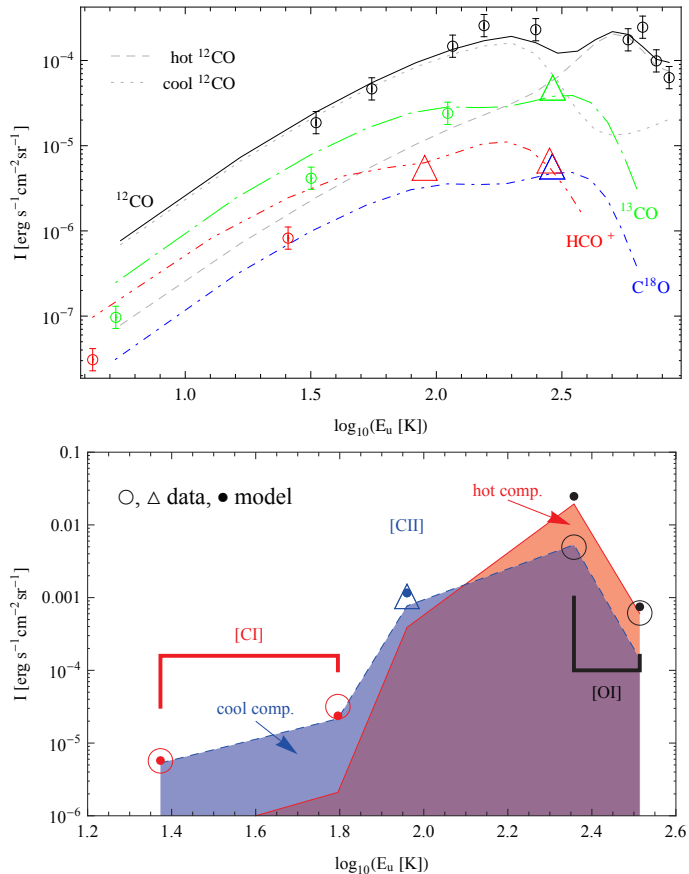 10⁻⁴
10⁻⁵
10⁻⁶
10⁻⁷
I [erg s⁻¹cm⁻²sr⁻¹]
hot ¹²CO
cool ¹²CO
¹²CO
¹³CO
HCO⁺
C¹⁸O
1.0 1.5 2.0 2.5 3.0
log₁₀(Eᵤ [K])
0.1
0.01
0.001
10⁻⁴
10⁻⁵
10⁻⁶
I [erg s⁻¹cm⁻²sr⁻¹]
○, △ data, ● model
hot comp.
[CII]
[CI]
cool comp.
[OI]
1.2 1.4 1.6 1.8 2.0 2.2 2.4 2.6
log₁₀(Eᵤ [K])